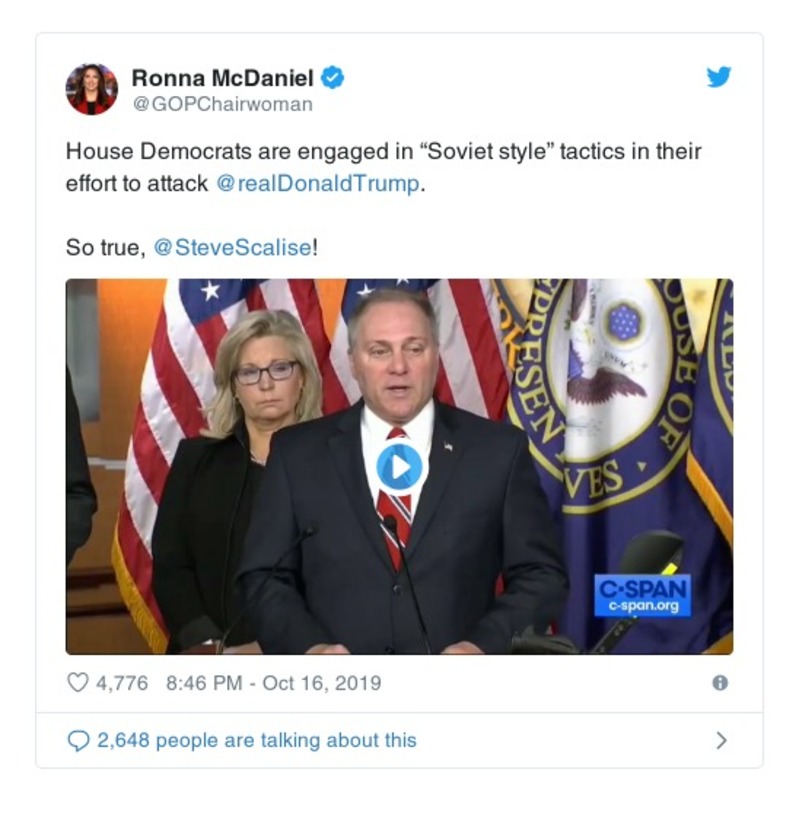 Ronna McDaniel
@GOPChairwoman
House Democrats are engaged in “Soviet style” tactics in their
effort to attack @realDonaldTrump.
So true, @SteveScalise!
PRESEN
VES
OUSE OF
C·SPAN
c-span.org
4,776 8:46 PM - Oct 16, 2019
2,648 people are talking about this